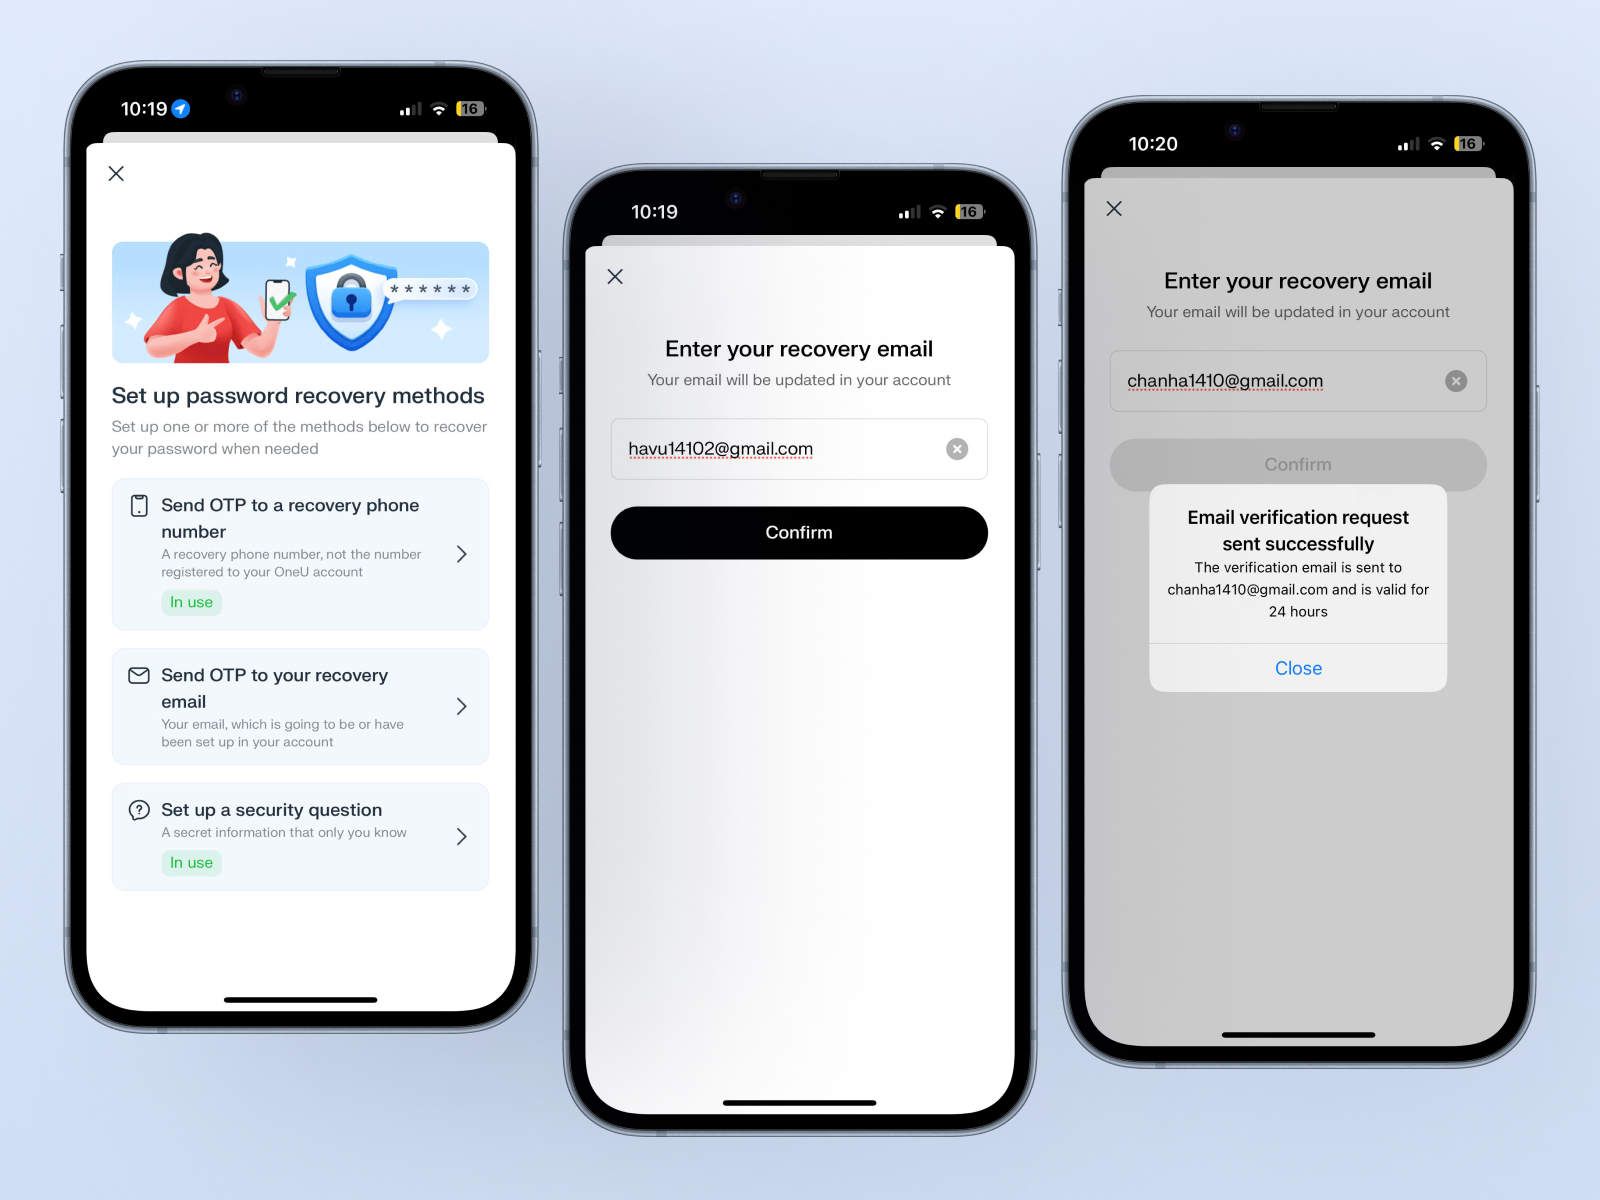 10:19
16
******
Set up password recovery methods
Set up one or more of the methods below to recover
your password when needed
Send OTP to a recovery phone
number
A recovery phone number, not the number
registered to your OneU account
In use
Send OTP to your recovery
email
Your email, which is going to be or have
been set up in your account
Set up a security question
A secret information that only you know
In use
10:19
16
Enter your recovery email
Your email will be updated in your account
havu14102@gmail.com
Confirm
10:20
16
Enter your recovery email
Your email will be updated in your account
chanha1410@gmail.com
Confirm
Email verification request
sent successfully
The verification email is sent to
chanha1410@gmail.com and is valid for
24 hours
Close